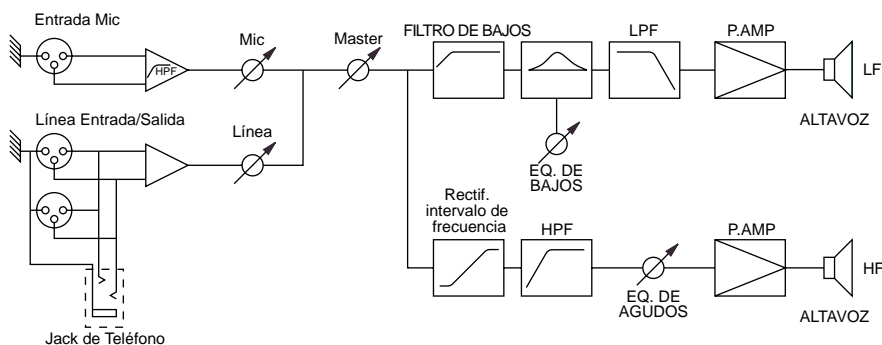 Entrada Mic
HPF
Mic
Master
FILTRO DE BAJOS
LPF
P.AMP
LF
ALTAVOZ
Línea Entrada/Salida
Línea
EQ. DE
BAJOS
Rectif.
intervalo de
frecuencia
HPF
P.AMP
HF
EQ. DE
AGUDOS
ALTAVOZ
Jack de Teléfono